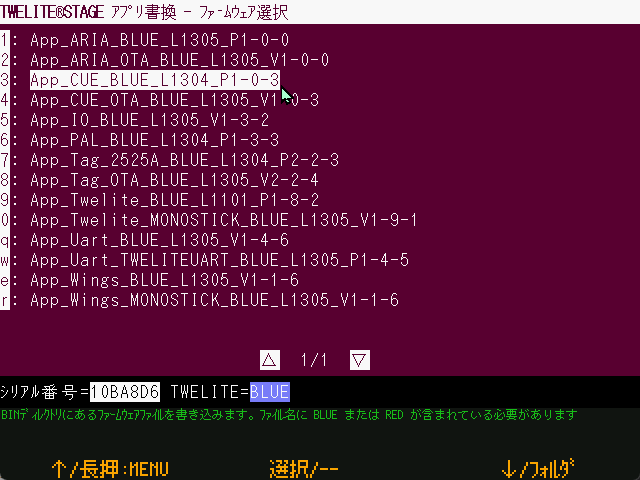 TWELITE®STAGE アプリ書換 - ファームウェア選択
1: App_ARIA_BLUE_L1305_P1-0-0
2: App_ARIA_OTA_BLUE_L1305_V1-0-0
3: App_CUE_BLUE_L1304_P1-0-3
4: App_CUE_OTA_BLUE_L1305_V1-0-3
5: App_IO_BLUE_L1305_V1-3-2
6: App_PAL_BLUE_L1304_P1-3-3
7: App_Tag_2525A_BLUE_L1304_P2-2-3
8: App_Tag_OTA_BLUE_L1305_V2-2-4
9: App_Twelite_BLUE_L1101_P1-8-2
0: App_Twelite_MONOSTICK_BLUE_L1305_V1-9-1
q: App_Uart_BLUE_L1305_V1-4-6
w: App_Uart_TWELITEUART_BLUE_L1305_P1-4-5
e: App_Wings_BLUE_L1305_V1-1-6
r: App_Wings_MONOSTICK_BLUE_L1305_V1-1-6
△ 1/1 ▽
シリアル番号=10BA8D6 TWELITE=BLUE
BINディレクトリにあるファームウェアファイルを書き込みます。ファイル名に BLUE または RED が含まれている必要があります
↑/長押:MENU 選択/-- ↓/フォルダ